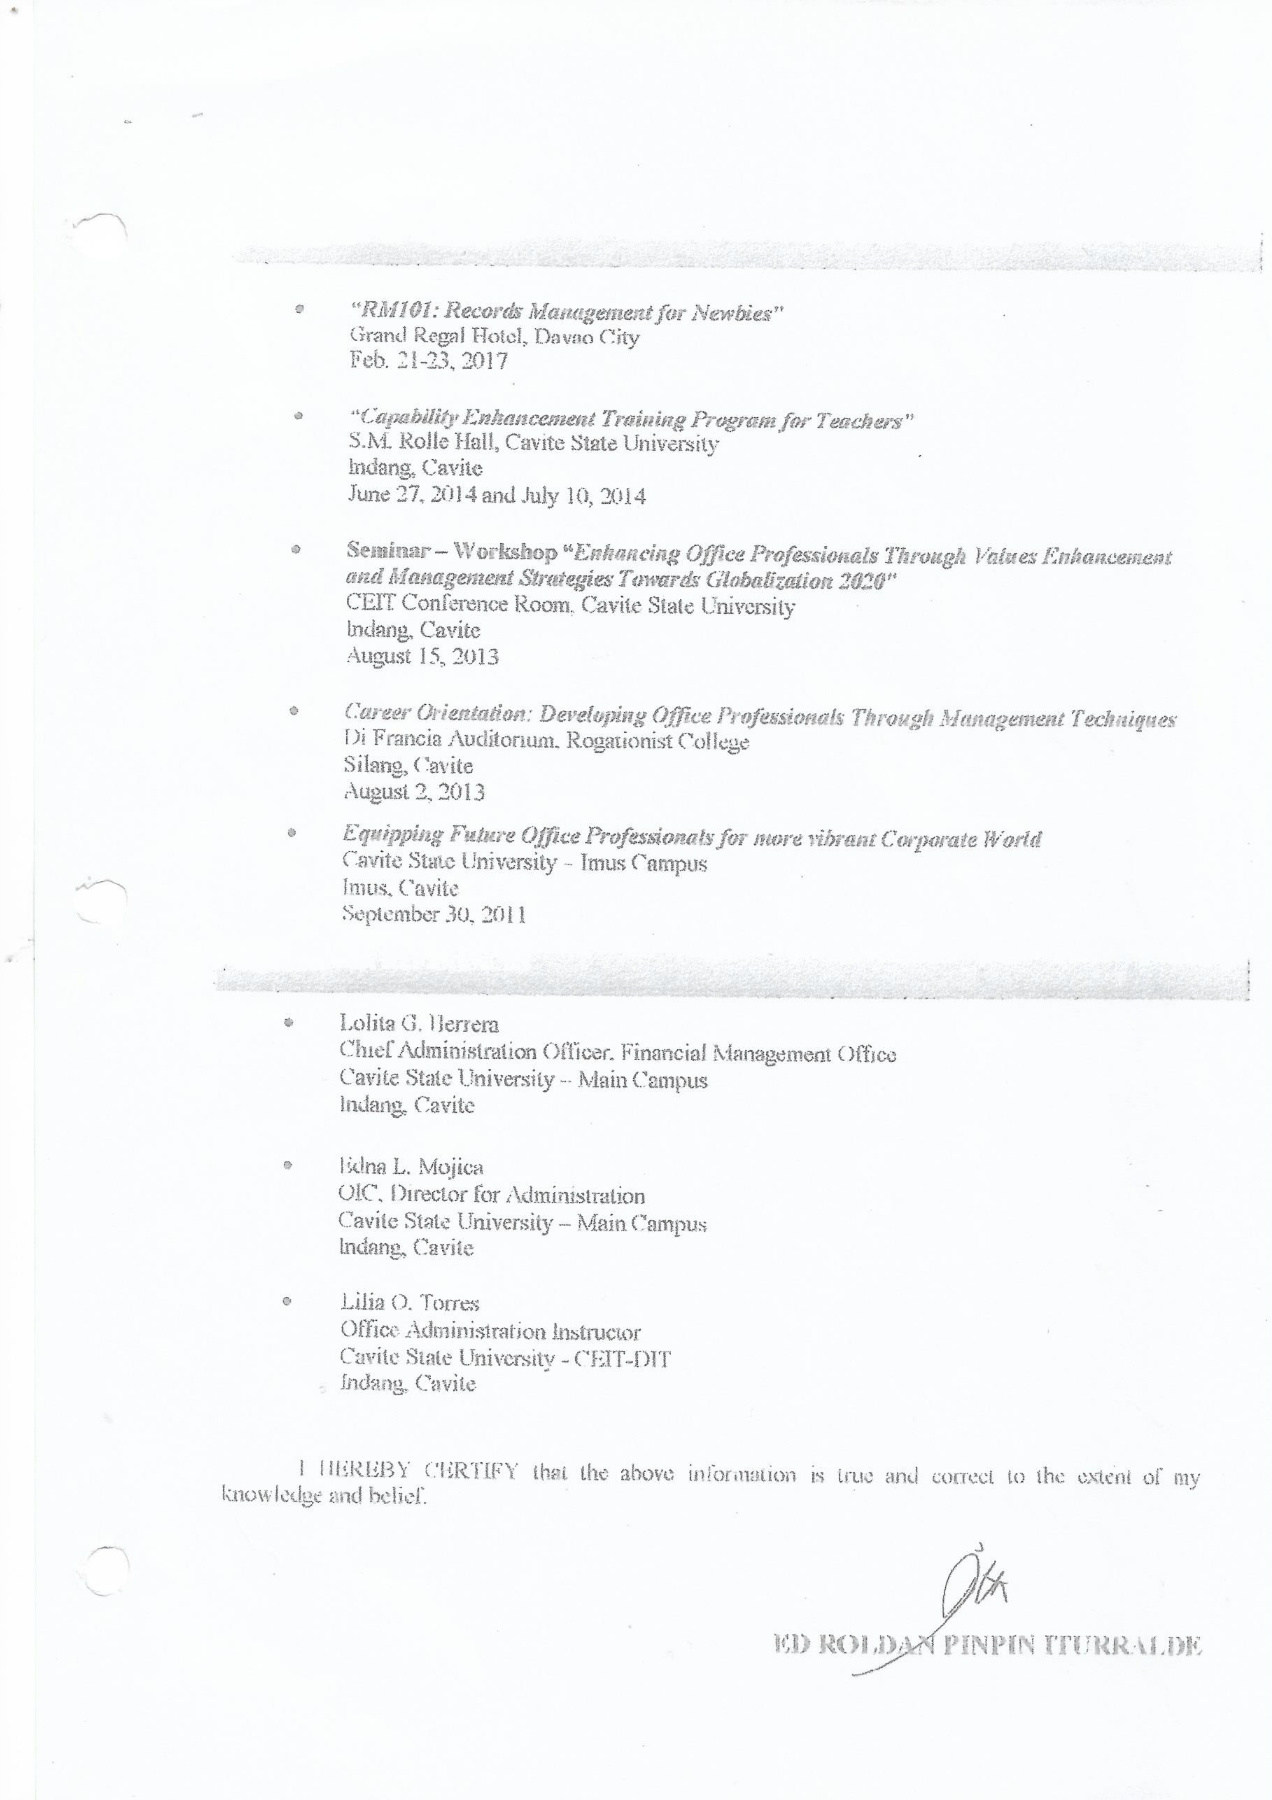 • "RM101: Records Management for Newbies"
Grand Regal Hotel, Davao City
Feb. 21-23, 2017
• "Capability Enhancement Training Program for Teachers"
S.M. Rolle Hall, Cavite State University
Indang, Cavite
June 27, 2014 and July 10, 2014
• Seminar – Workshop "Enhancing Office Professionals Through Values Enhancement
and Management Strategies Towards Globalization 2020"
CEIT Conference Room, Cavite State University
Indang, Cavite
August 15, 2013
• Career Orientation: Developing Office Professionals Through Management Techniques
Di Francia Auditorium, Rogationist College
Silang, Cavite
August 2, 2013
• Equipping Future Office Professionals for more vibrant Corporate World
Cavite State University – Imus Campus
Imus, Cavite
September 30, 2011
• Lolita G. Herrera
Chief Administration Officer, Financial Management Office
Cavite State University – Main Campus
Indang, Cavite
• Edna L. Mojica
OIC, Director for Administration
Cavite State University – Main Campus
Indang, Cavite
• Lilia O. Torres
Office Administration Instructor
Cavite State University - CEIT-DIT
Indang, Cavite
I HEREBY CERTIFY that the above information is true and correct to the extent of my
knowledge and belief.
ED ROLDAN PINPIN ITURRALDE